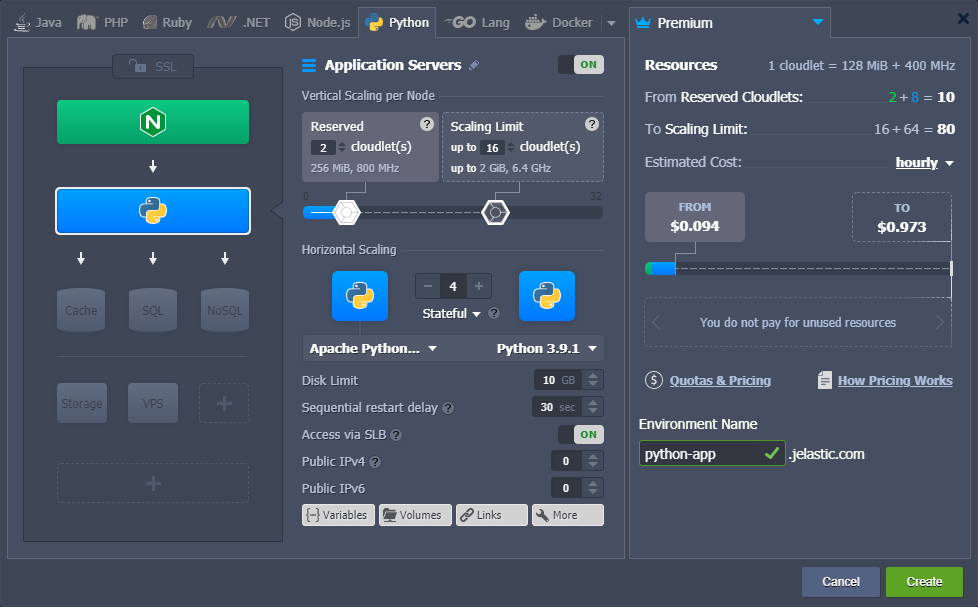 Java PHP Ruby .NET Node.js Python Lang Docker
SSL
Cache SQL NoSQL
Storage VPS
Application Servers ON
Vertical Scaling per Node
Reserved ?
2 cloudlet(s)
256 MiB, 800 MHz
Scaling Limit ?
up to 16 cloudlet(s)
up to 2 GiB, 6.4 GHz
0 32
Horizontal Scaling
− 4 +
Stateful ?
Apache Python... Python 3.9.1
Disk Limit 10 GB
Sequential restart delay ? 30 sec
Access via SLB ? ON
Public IPv4 ? 0
Public IPv6 0
Variables Volumes Links More
Premium
Resources 1 cloudlet = 128 MiB + 400 MHz
From Reserved Cloudlets: 2 + 8 = 10
To Scaling Limit: 16 + 64 = 80
Estimated Cost: hourly
FROM
$0.094
TO
$0.973
You do not pay for unused resources
Quotas & Pricing How Pricing Works
Environment Name
python-app .jelastic.com
Cancel Create